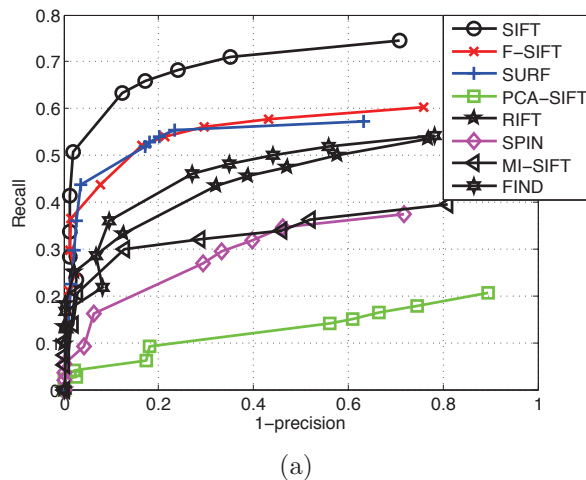 0.8
0.7
0.6
0.5
0.4
0.3
0.2
0.1
0
Recall
0
0.2
0.4
0.6
0.8
1
1-precision
SIFT
F-SIFT
SURF
PCA-SIFT
RIFT
SPIN
MI-SIFT
FIND
(a)